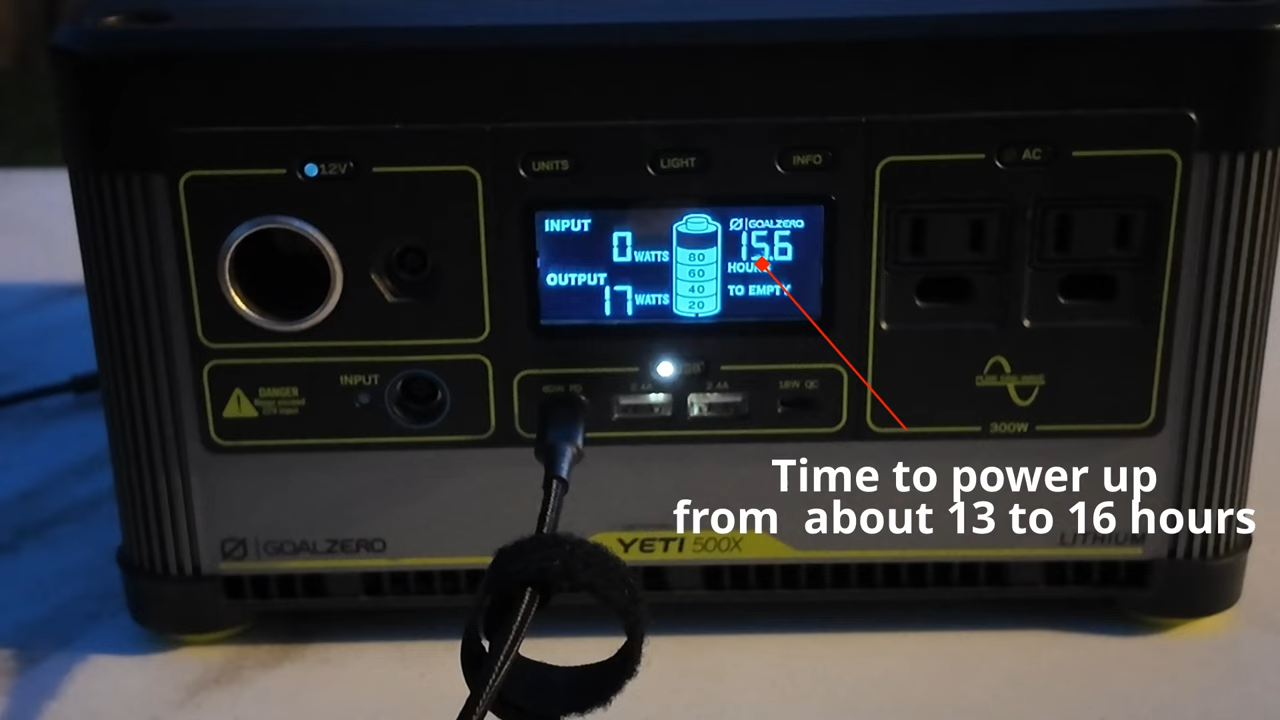 12V
UNITS
LIGHT
INFO
AC
INPUT
0 WATTS
OUTPUT
17 WATTS
80
60
40
20
GOALZERO
15.6
HOURS
TO EMPTY
DANGER
INPUT
60W PD
2.4A
2.4A
18W QC
300W
Time to power up
from about 13 to 16 hours
GOALZERO
YETI 500X
LITHIUM